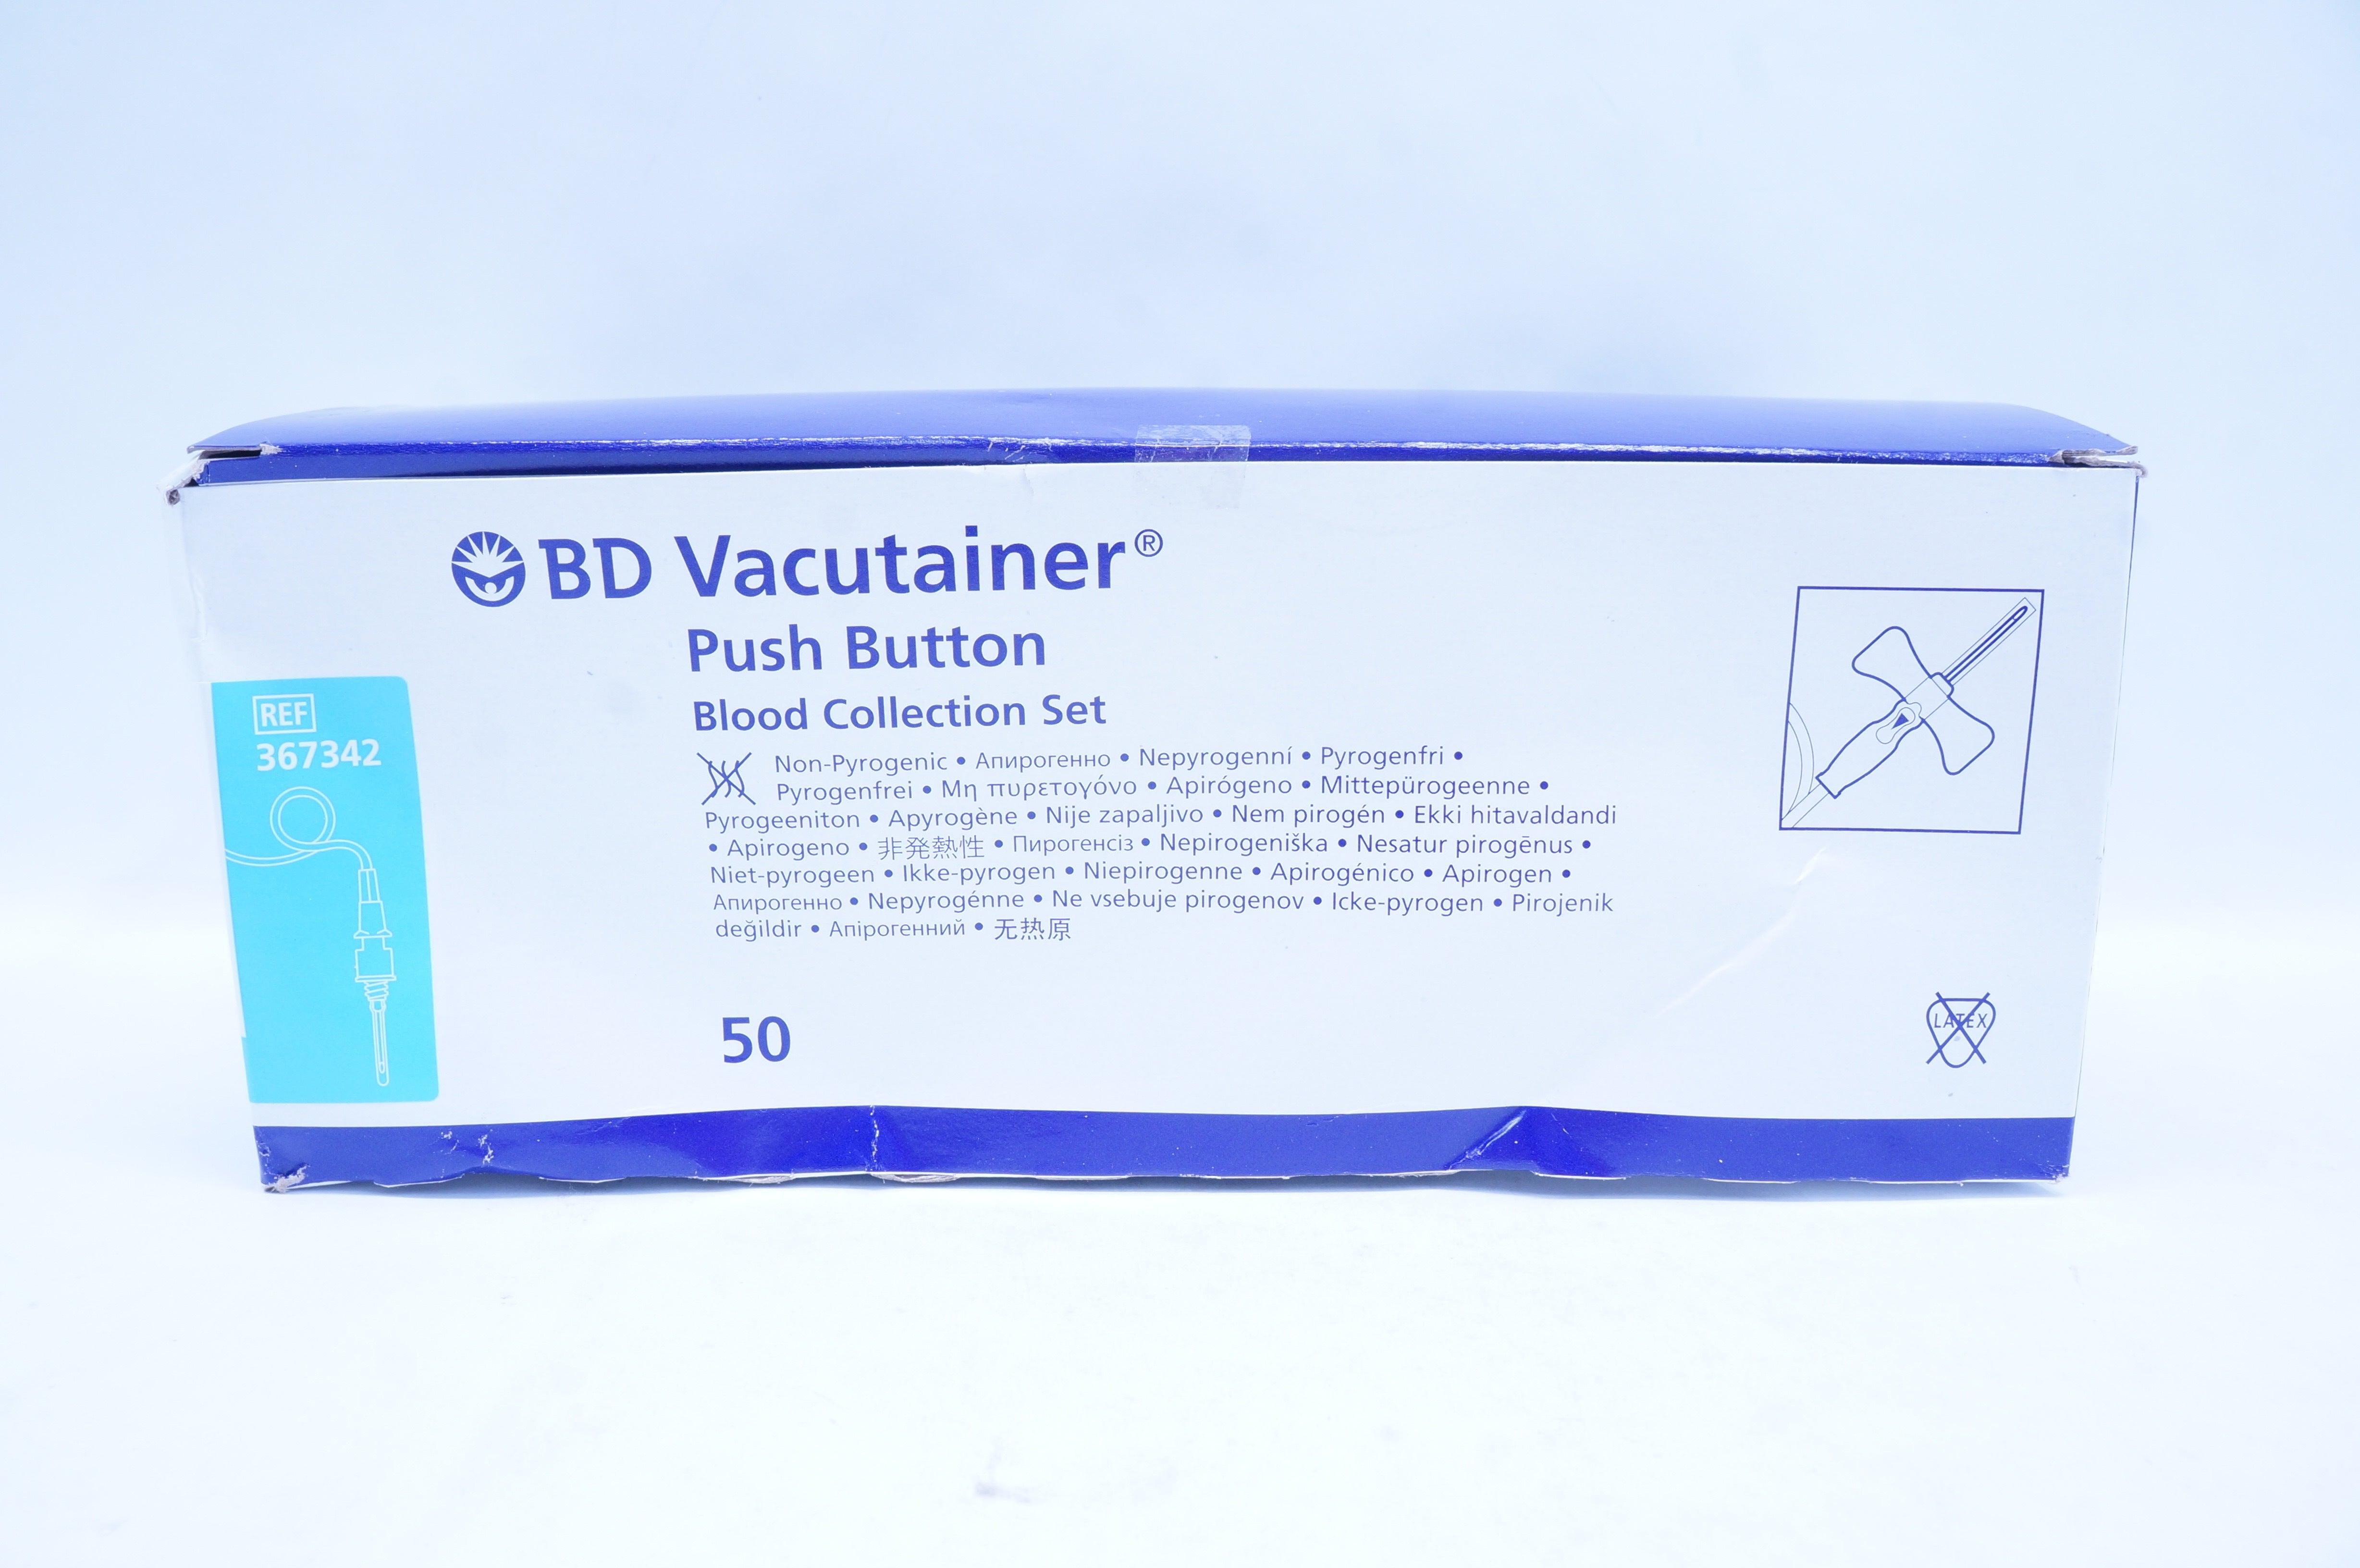 BD Vacutainer®
Push Button
Blood Collection Set
REF
367342
Non-Pyrogenic • Апирогенно • Nepyrogenní • Pyrogenfri •
Pyrogenfrei • Μη πυρετογόνο • Apirógeno • Mittepürogeenne •
Pyrogeeniton • Apyrogène • Nije zapaljivo • Nem pirogén • Ekki hitavaldandi
• Apirogeno • 非発熱性 • Пирогенсіз • Nepirogeniška • Nesatur pirogēnus •
Niet-pyrogeen • Ikke-pyrogen • Niepirogenne • Apirogénico • Apirogen •
Апирогенно • Nepyrogénne • Ne vsebuje pirogenov • Icke-pyrogen • Pirojenik
değildir • Апірогенний • 无热原
50
LATEX